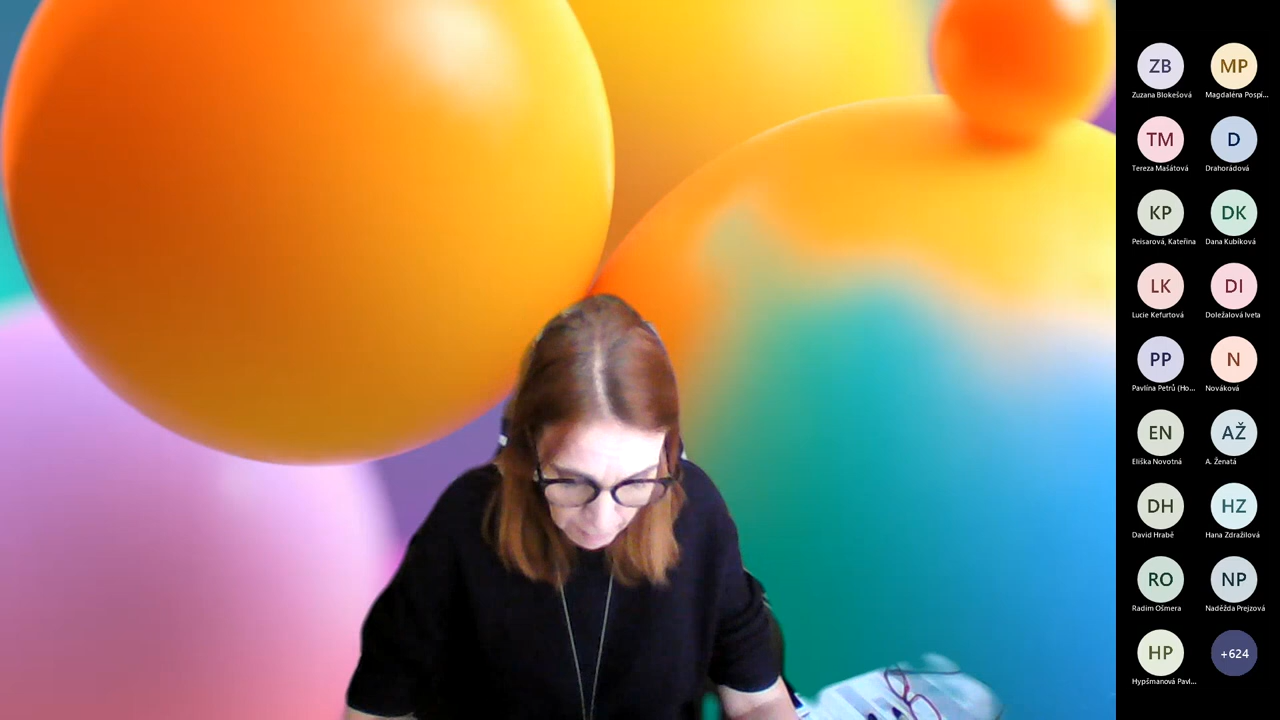 ZB
MP
Zuzana Blokešová
Magdaléna Pospí...
TM
D
Tereza Mašátová
Drahorádová
KP
DK
Peisarová, Kateřina
Dana Kubíková
LK
DI
Lucie Kefurtová
Doležalová Iveta
PP
N
Pavlína Petrů (Ho...
Nováková
EN
AŽ
Eliška Novotná
A. Ženatá
DH
HZ
David Hrabě
Hana Zdražilová
RO
NP
Radim Ošmera
Naděžda Prejzová
HP
+624
Hypšmanová Pavl...